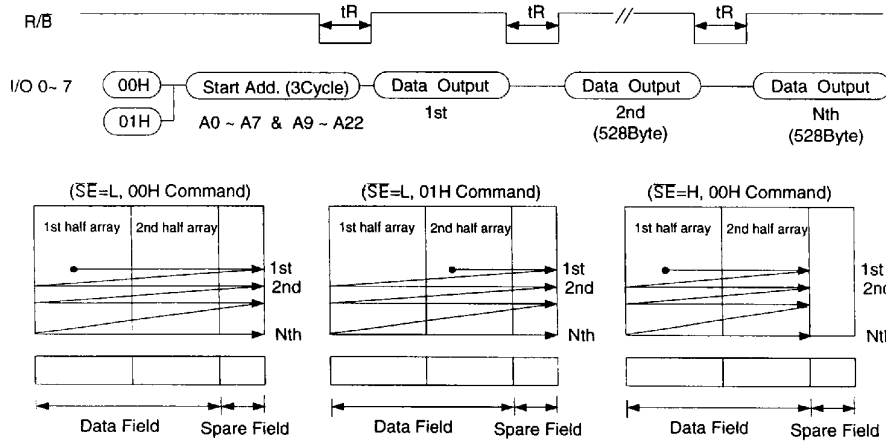 R/B̅
tR tR // tR
I/O 0~ 7
00H Start Add. (3Cycle) Data Output Data Output Data Output
01H A0 ~ A7 & A9 ~ A22 1st 2nd Nth
(528Byte) (528Byte)
(S̅E̅=L, 00H Command) (S̅E̅=L, 01H Command) (S̅E̅=H, 00H Command)
1st half array 2nd half array 1st half array 2nd half array 1st half array 2nd half array
1st 1st 1st
2nd 2nd 2nd
Nth Nth Nth
Data Field Spare Field Data Field Spare Field Data Field Spare Field